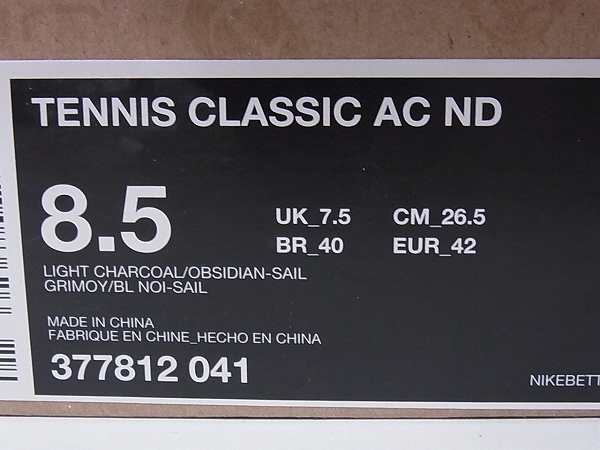 TENNIS CLASSIC AC ND
8.5
UK_7.5 CM_26.5
BR_40 EUR_42
LIGHT CHARCOAL/OBSIDIAN-SAIL
GRIMOY/BL NOI-SAIL
MADE IN CHINA
FABRIQUE EN CHINE_HECHO EN CHINA
377812 041
NIKEBETT